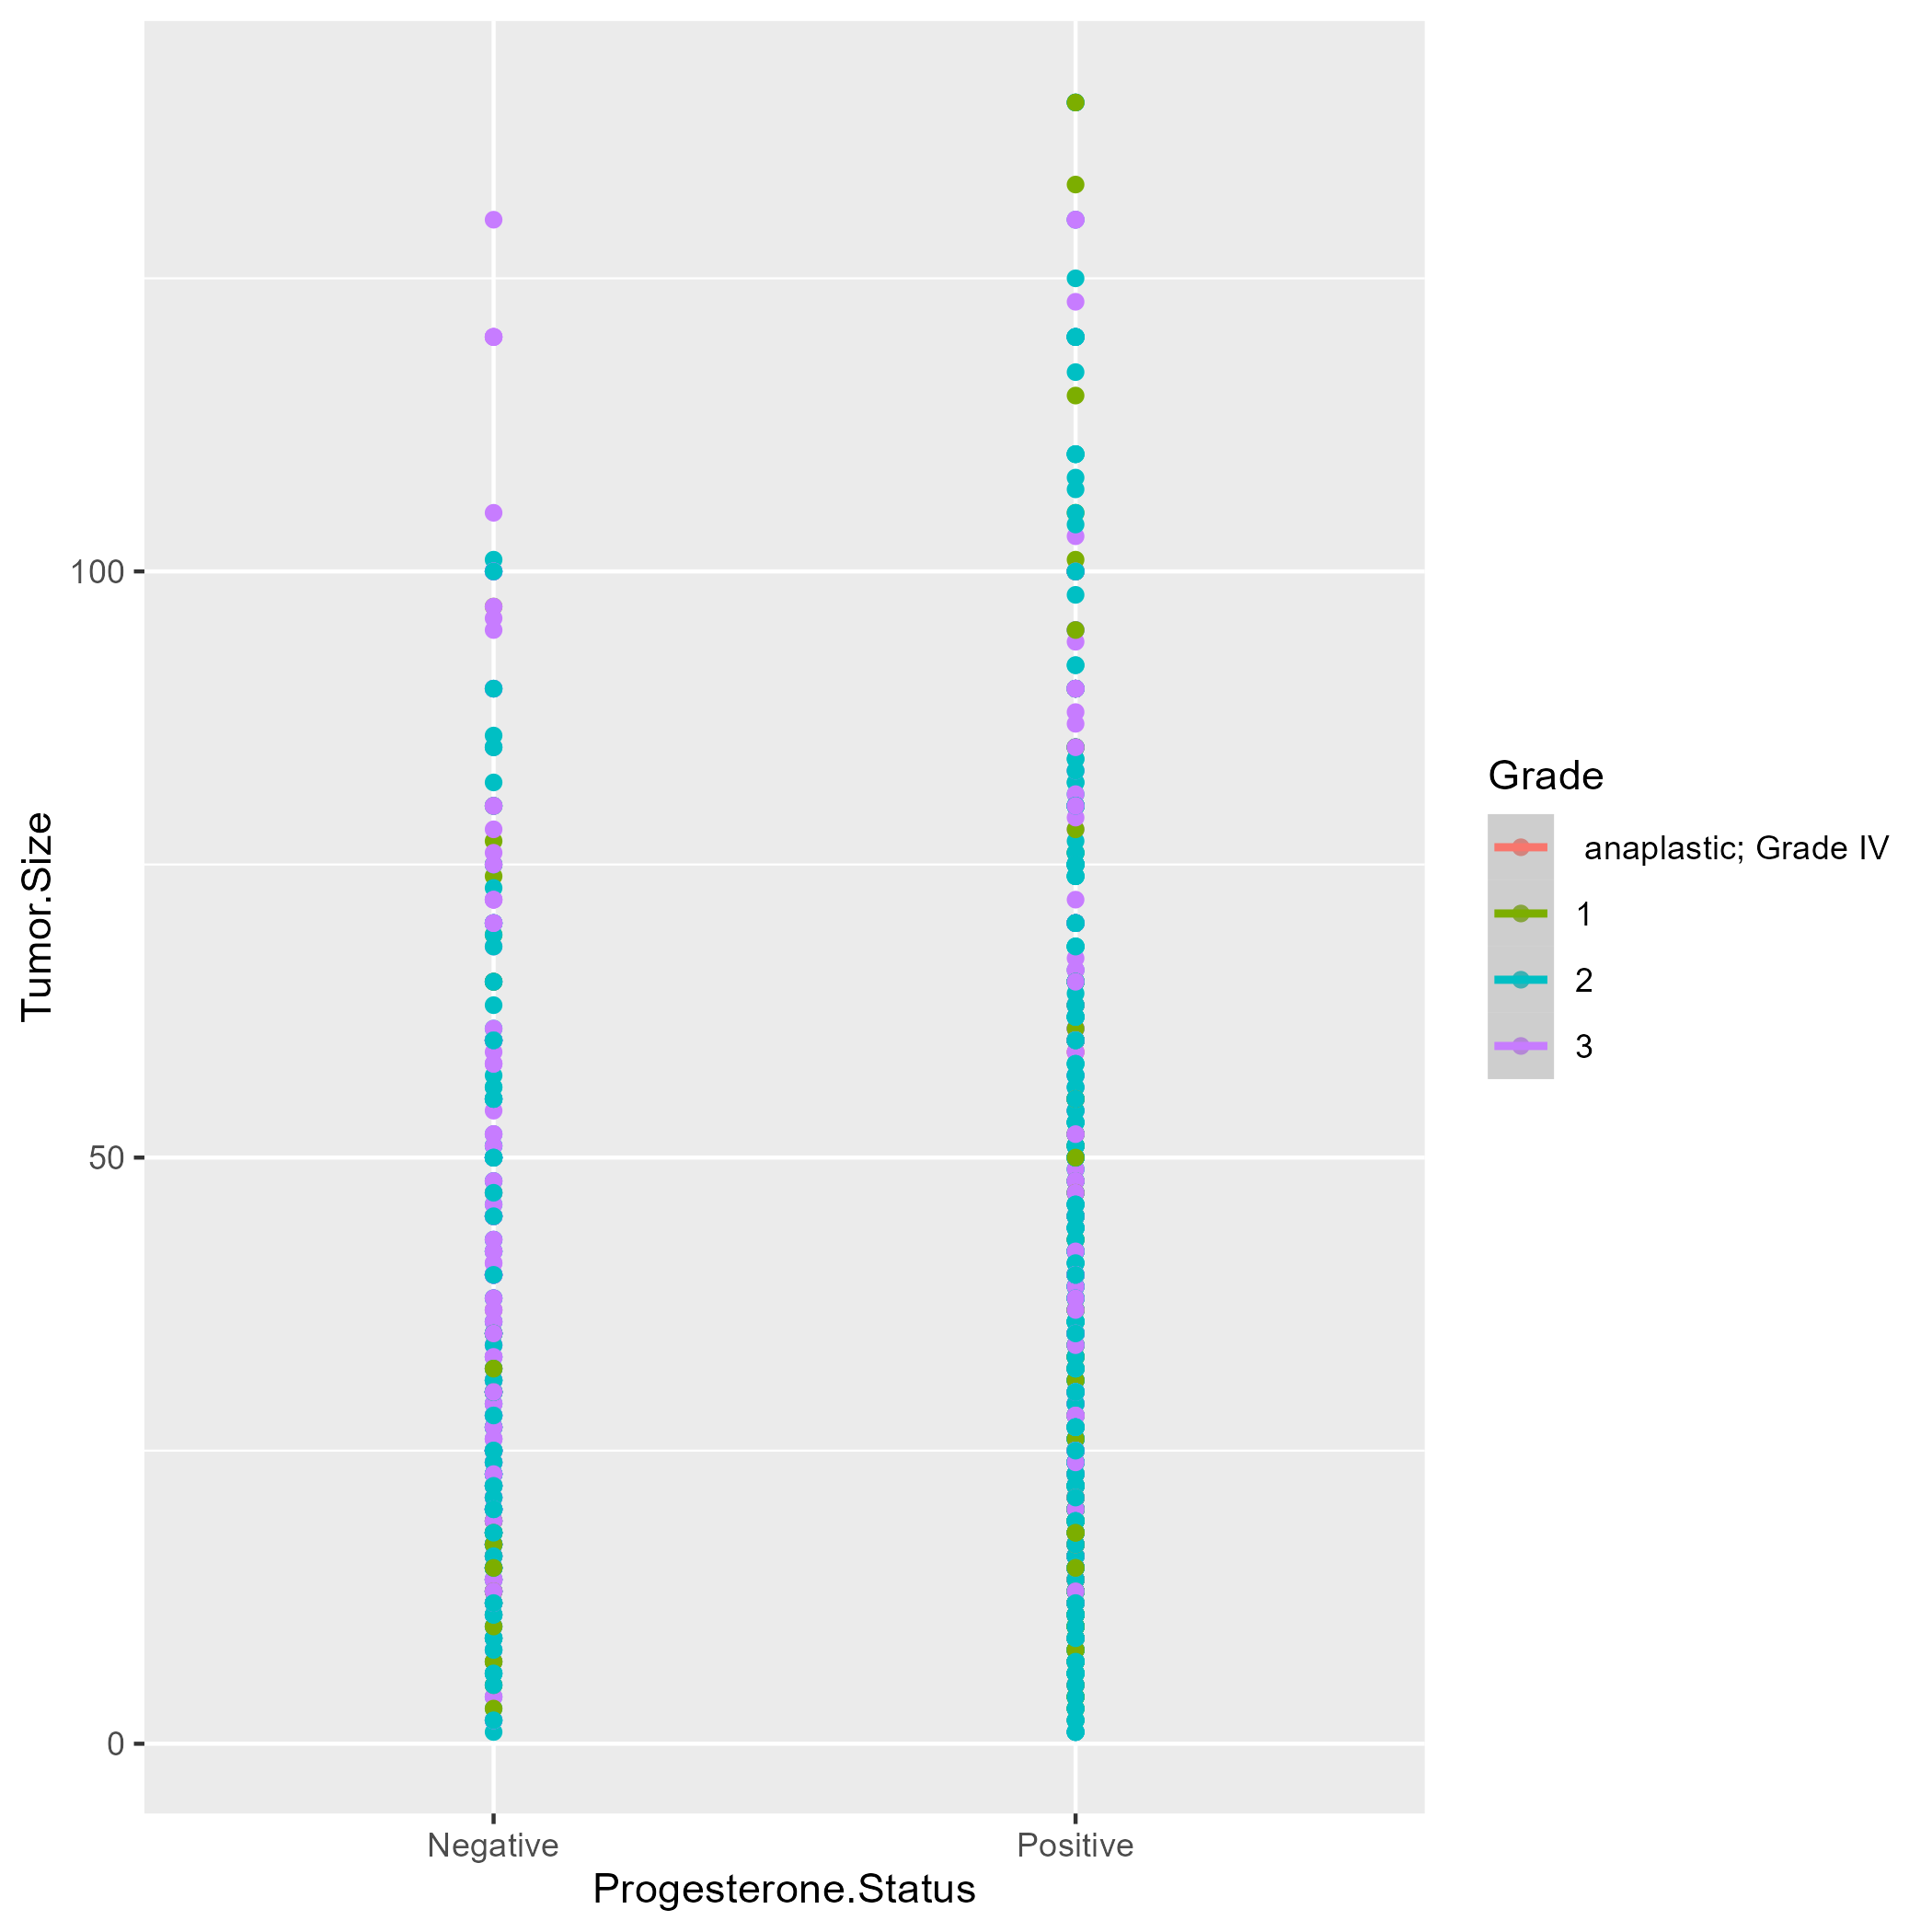 Tumor.Size
100
50
0
Negative
Positive
Progesterone.Status
Grade
anaplastic; Grade IV
1
2
3